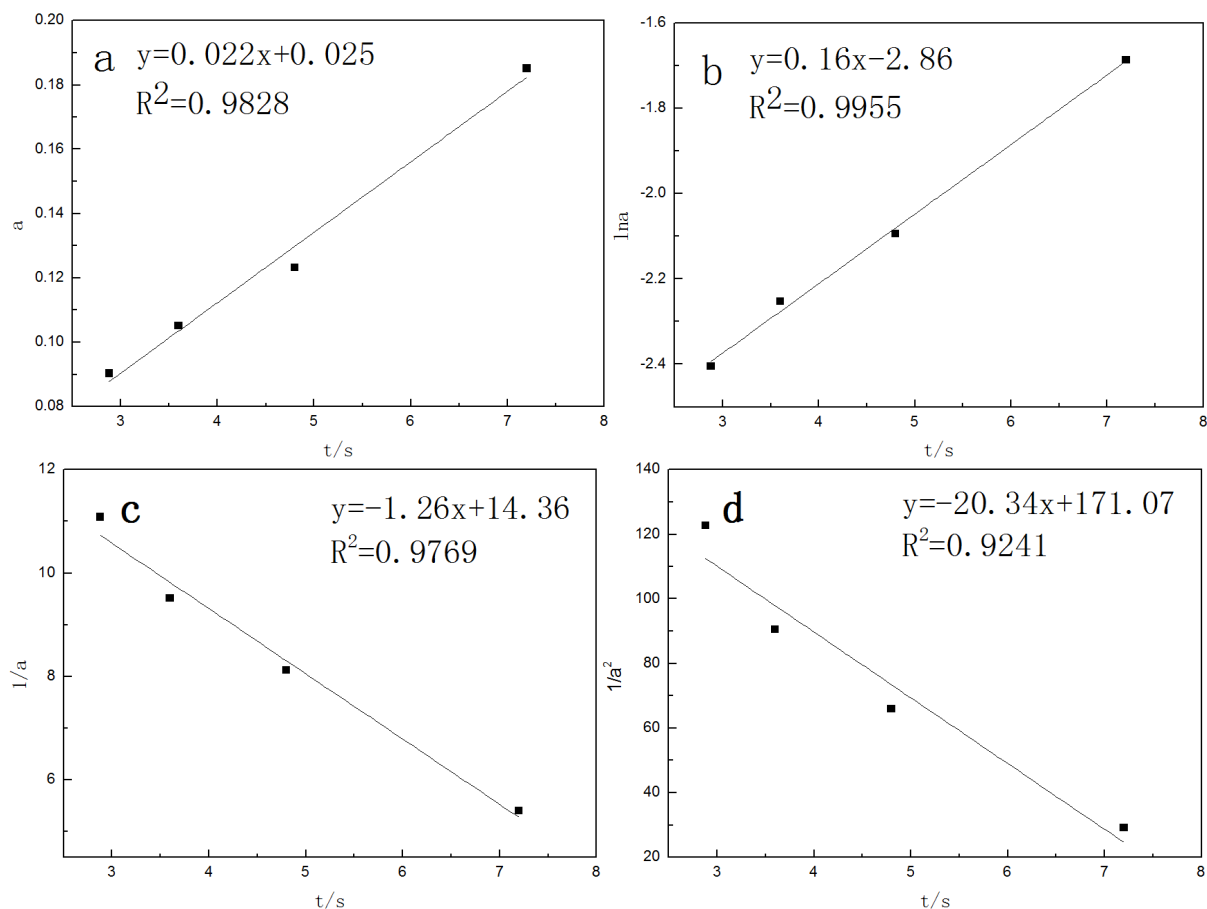 a
y=0.022x+0.025
R2=0.9828
0.20
0.18
0.16
0.14
0.12
0.10
0.08
a
3 4 5 6 7 8
t/s
b
y=0.16x-2.86
R2=0.9955
-1.6
-1.8
-2.0
-2.2
-2.4
lna
3 4 5 6 7 8
t/s
c
y=-1.26x+14.36
R²=0.9769
12
10
8
6
1/a
3 4 5 6 7 8
t/s
d
y=-20.34x+171.07
R²=0.9241
140
120
100
80
60
40
20
1/a²
3 4 5 6 7 8
t/s